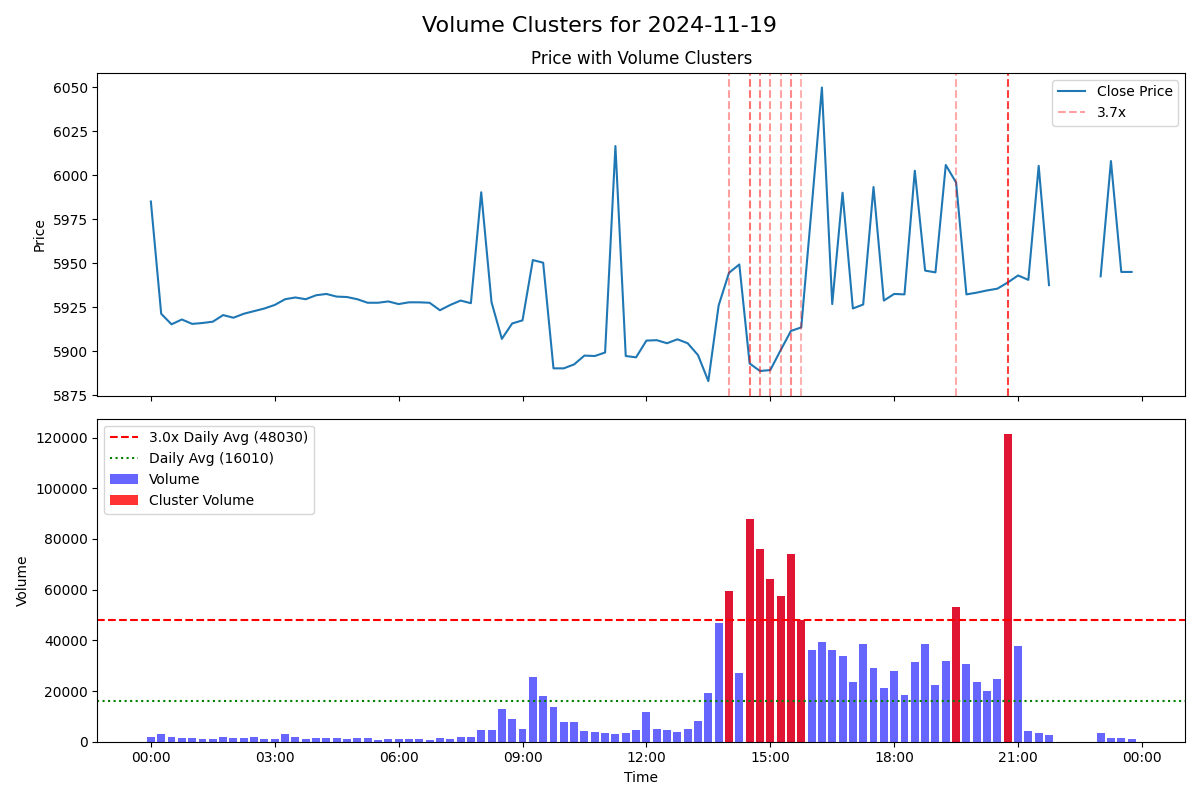 Volume Clusters for 2024-11-19
Price with Volume Clusters
Price
6050
6025
6000
5975
5950
5925
5900
5875
Close Price
3.7x
Volume
120000
100000
80000
60000
40000
20000
0
3.0x Daily Avg (48030)
Daily Avg (16010)
Volume
Cluster Volume
00:00 03:00 06:00 09:00 12:00 15:00 18:00 21:00 00:00
Time